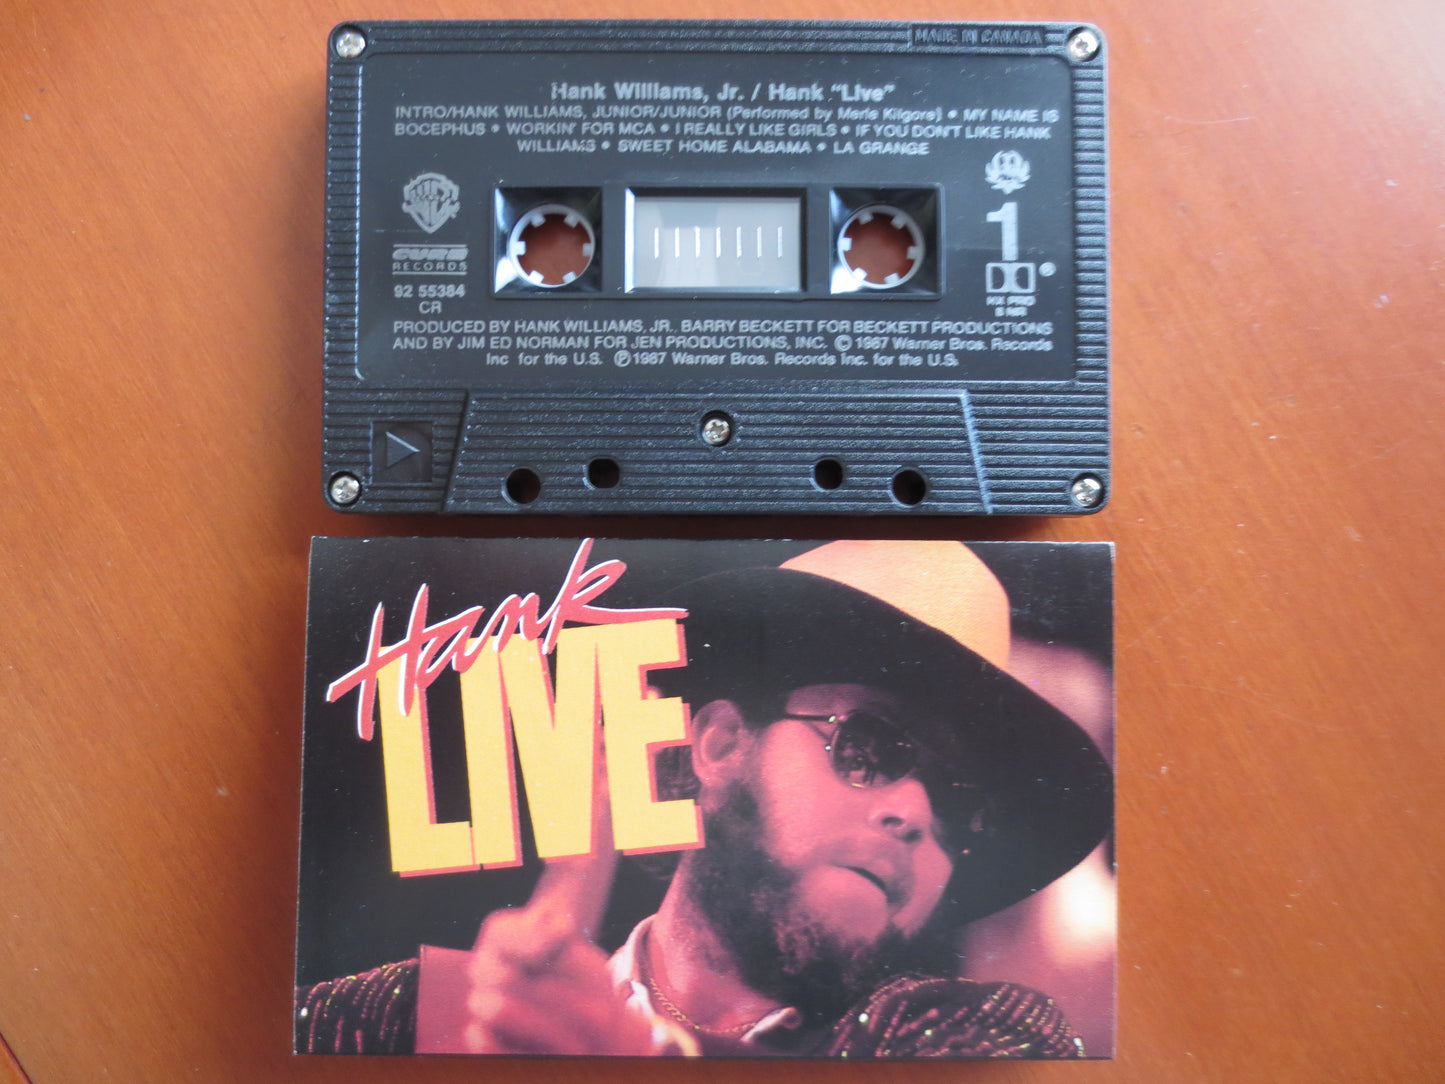 MADE IN CANADA
Hank Williams, Jr. / Hank "Live"
INTRO/HANK WILLIAMS, JUNIOR/JUNIOR (Performed by Merle Kilgore) • MY NAME IS
BOCEPHUS • WORKIN' FOR MCA • I REALLY LIKE GIRLS • IF YOU DON'T LIKE HANK
WILLIAMS • SWEET HOME ALABAMA • LA GRANGE
1
CURB
RECORDS
92 55384
CR
HX PRO
B NR
PRODUCED BY HANK WILLIAMS, JR. BARRY BECKETT FOR BECKETT PRODUCTIONS
AND BY JIM ED NORMAN FOR JEN PRODUCTIONS, INC. © 1987 Warner Bros. Records
Inc for the U.S. ℗ 1987 Warner Bros. Records Inc. for the U.S.
Hank
LIVE